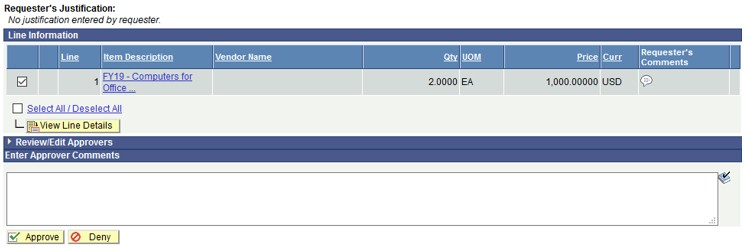 Requester's Justification:
No justification entered by requester.
Line Information
Line Item Description Vendor Name Qty UOM Price Curr Requester's Comments
1 FY19 - Computers for Office ... 2.0000 EA 1,000.00000 USD
Select All / Deselect All
View Line Details
Review/Edit Approvers
Enter Approver Comments
Approve Deny